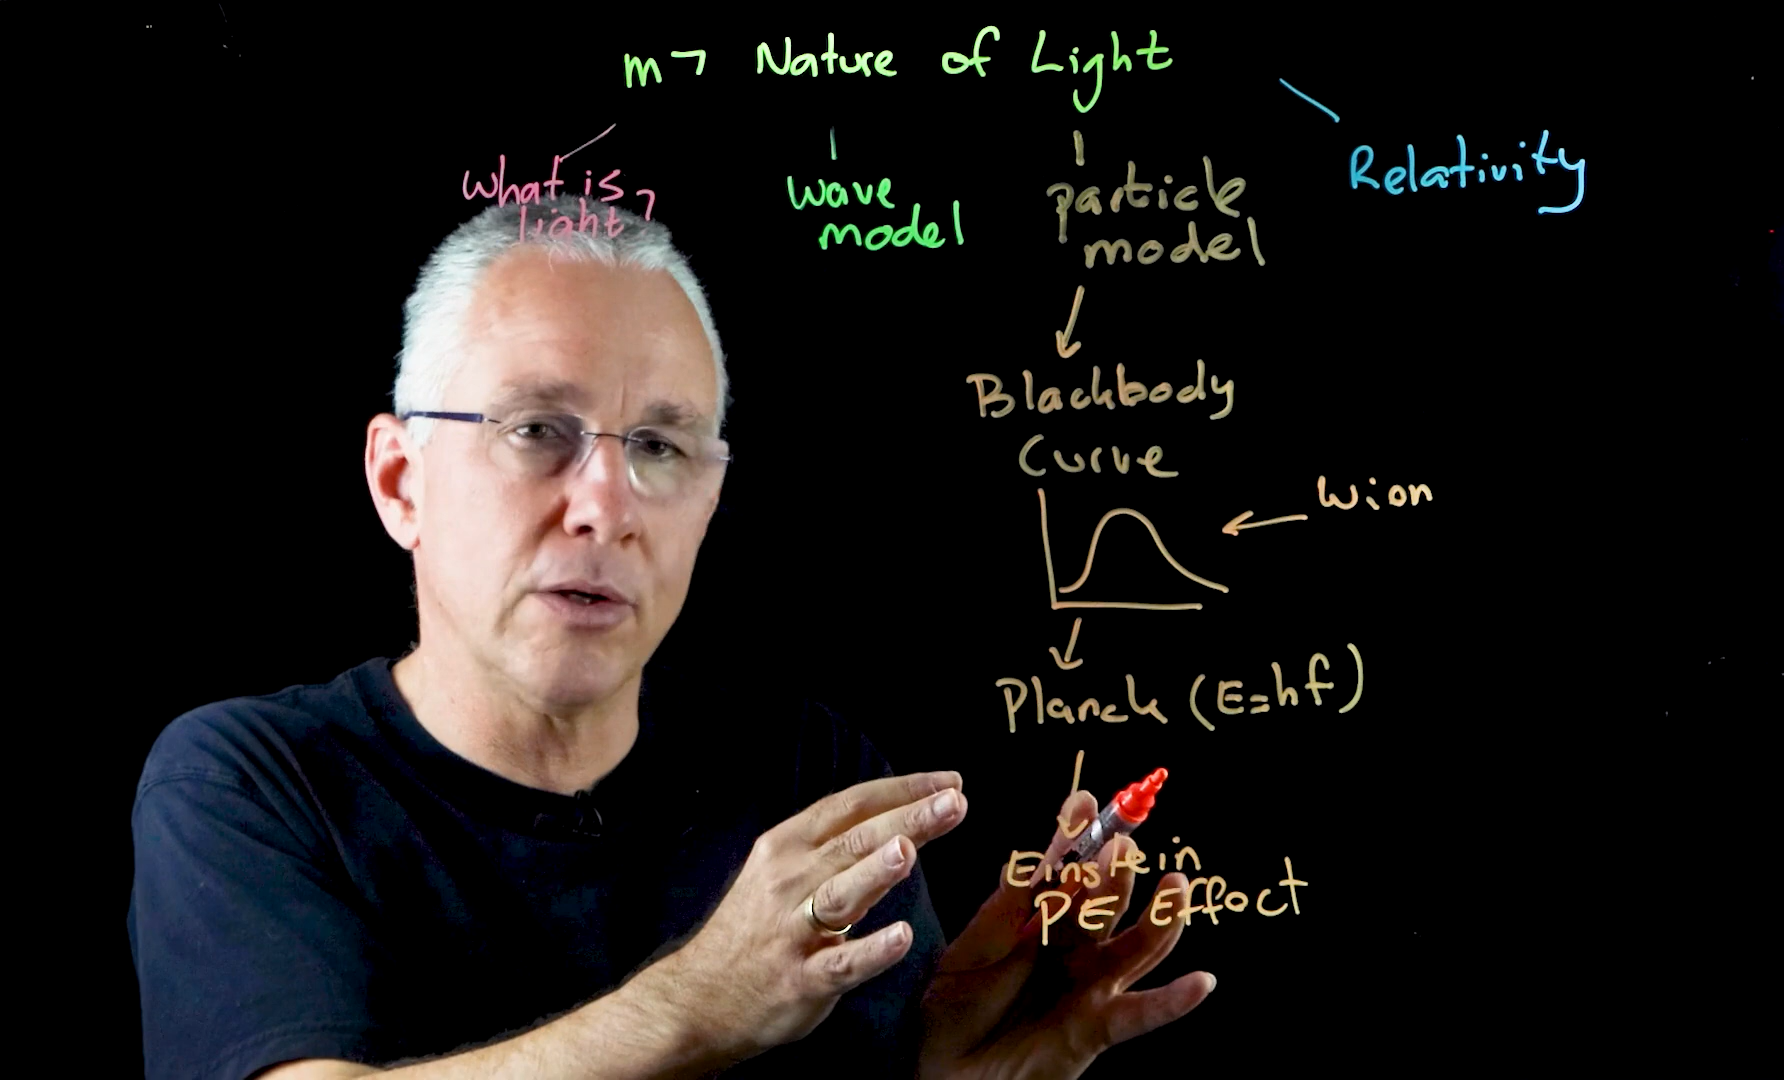 m7 Nature of Light
What is
light?
wave
model
particle
model
Relativity
Blackbody
Curve
Wion
Planck (E=hf)
Einstein
PE Effect